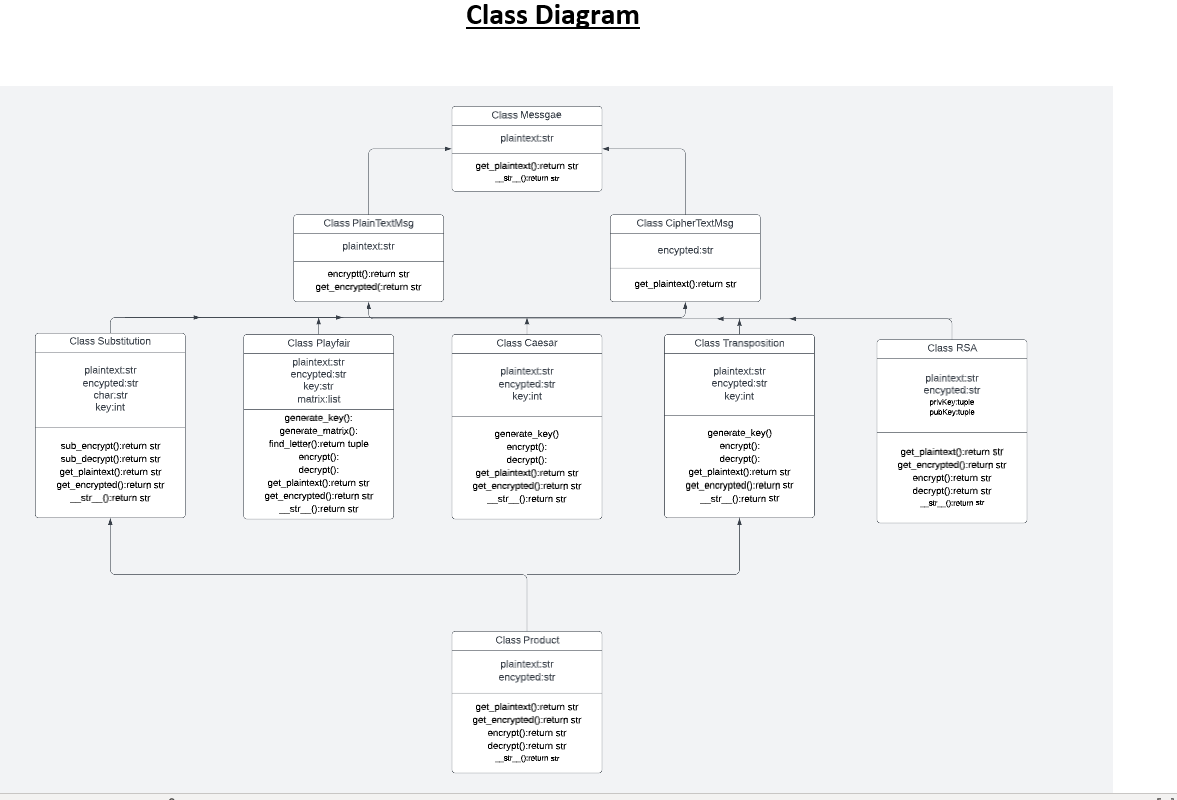 Class Diagram
Class Messgae
plaintext:str
get_plaintext():return str
__str__():return str
Class PlainTextMsg
plaintext:str
encryptt():return str
get_encrypted(:return str
Class CipherTextMsg
encypted:str
get_plaintext():return str
Class Substitution
plaintext:str
encypted:str
char:str
key:int
sub_encrypt():return str
sub_decrypt():return str
get_plaintext():return str
get_encrypted():return str
__str__():return str
Class Playfair
plaintext:str
encypted:str
key:str
matrix:list
generate_key():
generate_matrix():
find_letter():return tuple
encrypt():
decrypt():
get_plaintext():return str
get_encrypted():return str
__str__():return str
Class Caesar
plaintext:str
encypted:str
key:int
generate_key()
encrypt():
decrypt():
get_plaintext():return str
get_encrypted():return str
__str__():return str
Class Transposition
plaintext:str
encypted:str
key:int
generate_key()
encrypt():
decrypt():
get_plaintext():return str
get_encrypted():return str
__str__():return str
Class RSA
plaintext:str
encypted:str
privKey:tuple
pubKey:tuple
get_plaintext():return str
get_encrypted():return str
encrypt():return str
decrypt():return str
__str__():return str
Class Product
plaintext:str
encypted:str
get_plaintext():return str
get_encrypted():return str
encrypt():return str
decrypt():return str
__str__():return str